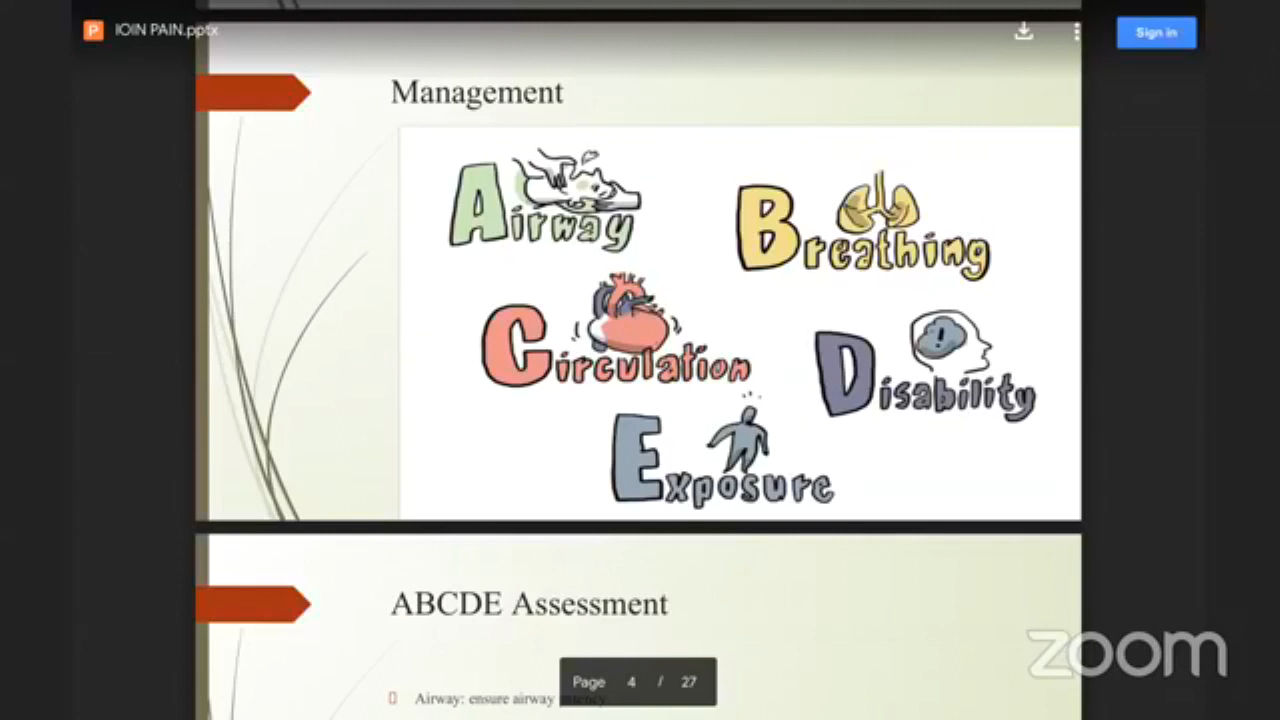 P IOIN PAIN.pptx
Sign in
Management
Airway
Breathing
Circulation
Disability
Exposure
ABCDE Assessment
Airway: ensure airway
Page 4 / 27
zoom